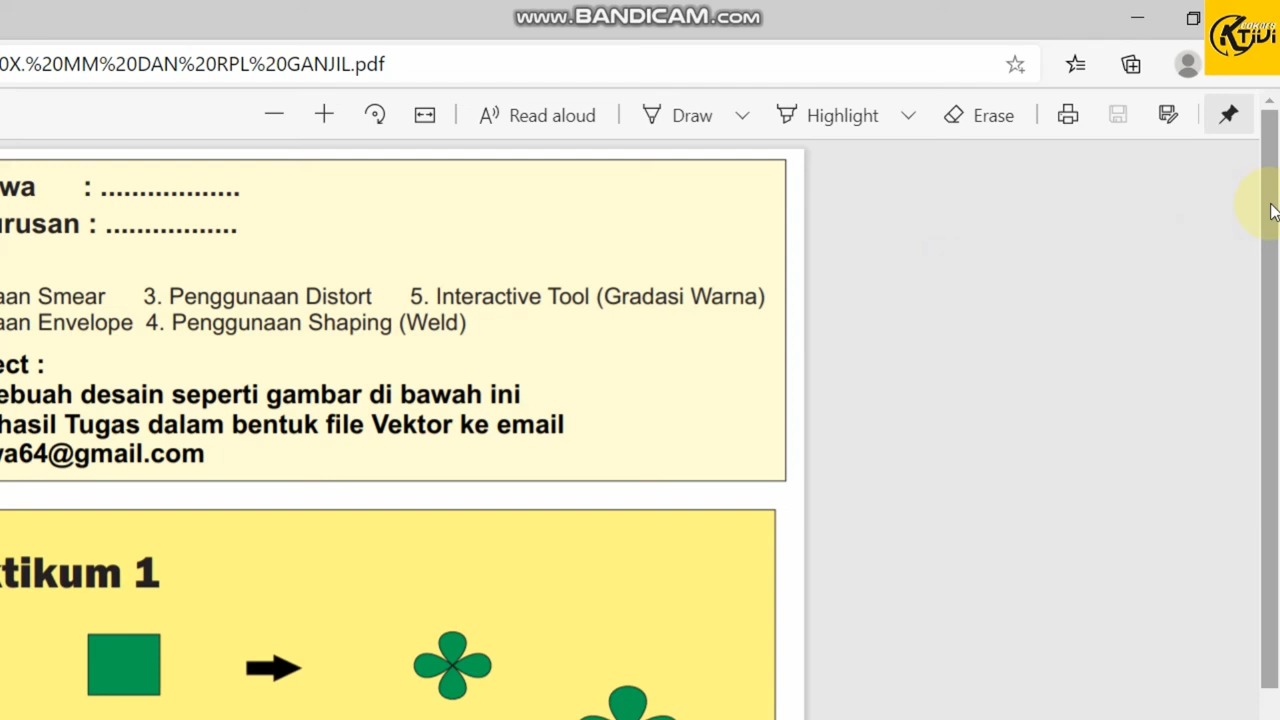 www.BANDICAM.com
KTiVi
0X.%20MM%20DAN%20RPL%20GANJIL.pdf
Read aloud
Draw
Highlight
Erase
wa : ..................
urusan : .................
aan Smear 3. Penggunaan Distort 5. Interactive Tool (Gradasi Warna)
aan Envelope 4. Penggunaan Shaping (Weld)
ect :
ebuah desain seperti gambar di bawah ini
hasil Tugas dalam bentuk file Vektor ke email
va64@gmail.com
ktikum 1